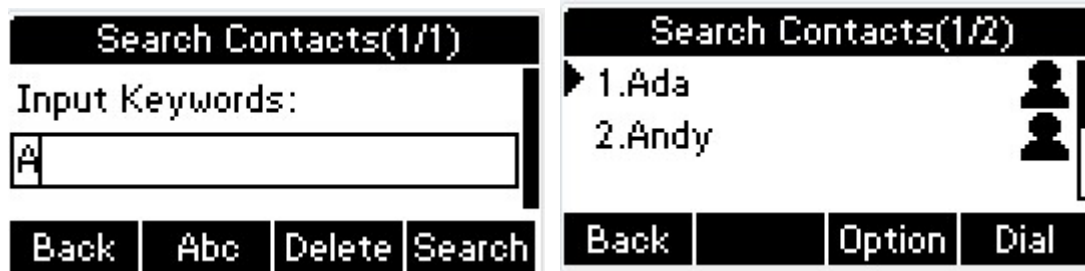 Search Contacts(1/1)
Input Keywords:
A
Back Abc Delete Search
Search Contacts(1/2)
1.Ada
2.Andy
Back Option Dial